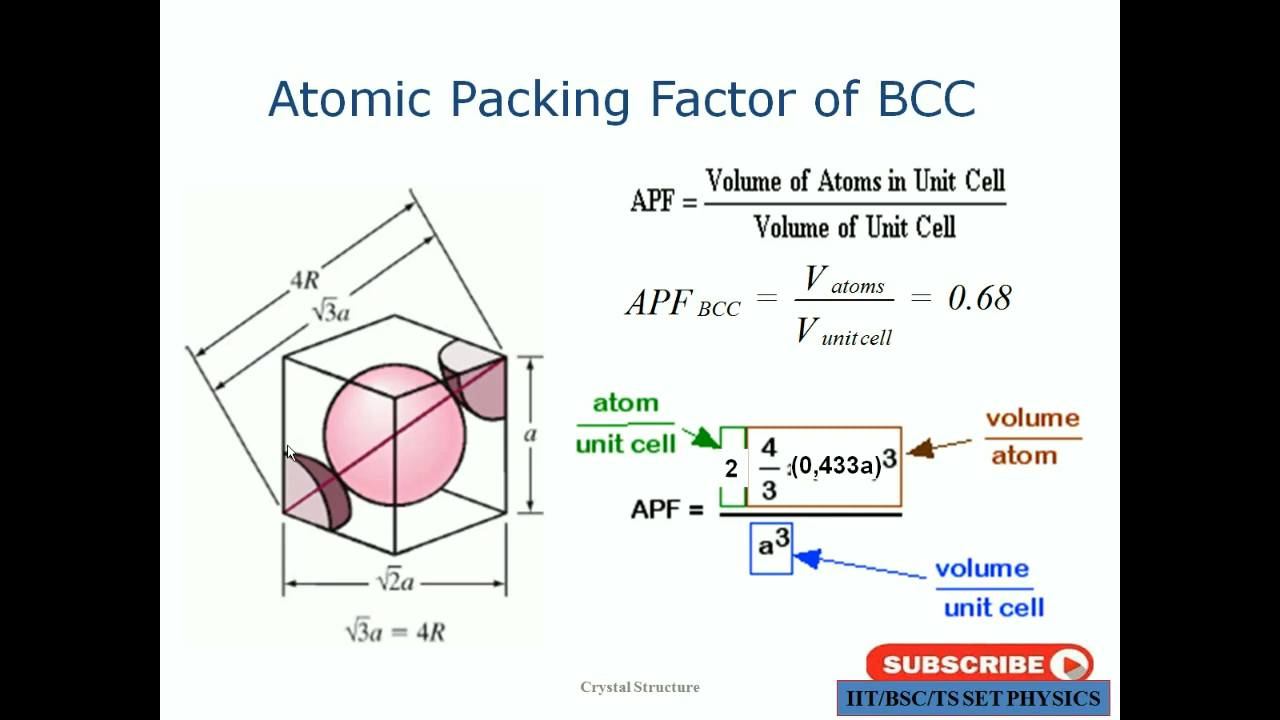 Atomic Packing Factor of BCC
APF = Volume of Atoms in Unit Cell / Volume of Unit Cell
APF BCC = V atoms / V unit cell = 0.68
4R
√3a
a
√2a
√3a = 4R
atom
unit cell
volume
atom
APF = 2 4/3 (0,433a)3
a3
volume
unit cell
Crystal Structure
SUBSCRIBE
IIT/BSC/TS SET PHYSICS